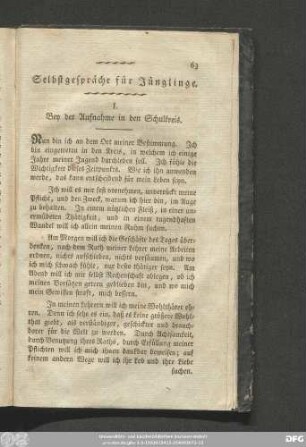 63
Selbstgespräche für Jünglinge.
I.
Bey der Aufnahme in den Schulkreis.
Nun bin ich an dem Ort meiner Bestimmung. Ich
bin eingetreten in den Kreis, in welchem ich einige
Jahre meiner Jugend durchleben soll. Ich fühle die
Wichtigkeit dieses Zeitpunkts. Wie ich ihn anwenden
werde, das kann entscheidend für mein Leben seyn.
Ich will es mir fest vornehmen, unverrückt meine
Pflicht, und den Zweck, warum ich hier bin, im Auge
zu behalten. In einem nützlichen Fleiß, in einer un-
ermüdeten Thätigkeit, und in einem tugendhaften
Wandel will ich allein meinen Ruhm suchen.
Am Morgen will ich die Geschäfte des Tages über-
denken, nach dem Rath meiner Lehrer meine Arbeiten
ordnen, nichts aufschieben, nichts versäumen, und wo
ich mich schwach fühle, nur desto thätiger seyn. Am
Abend will ich mir selbst Rechenschaft ablegen, ob ich
meinen Vorsätzen getreu geblieben bin, und wo mich
mein Gewissen straft, mich bessern.
In meinen Lehrern will ich meine Wohlthäter eh-
ren. Denn ich sehe es ein, daß es keine größere Wohl-
that giebt, als verständiger, geschickter und brauch-
barer für die Welt zu werden. Durch Achtsamkeit,
durch Benutzung ihres Raths, durch Erfüllung meiner
Pflichten will ich mich ihnen dankbar beweisen; auf
keinem andern Wege will ich ihr Lob und ihre Liebe
suchen.